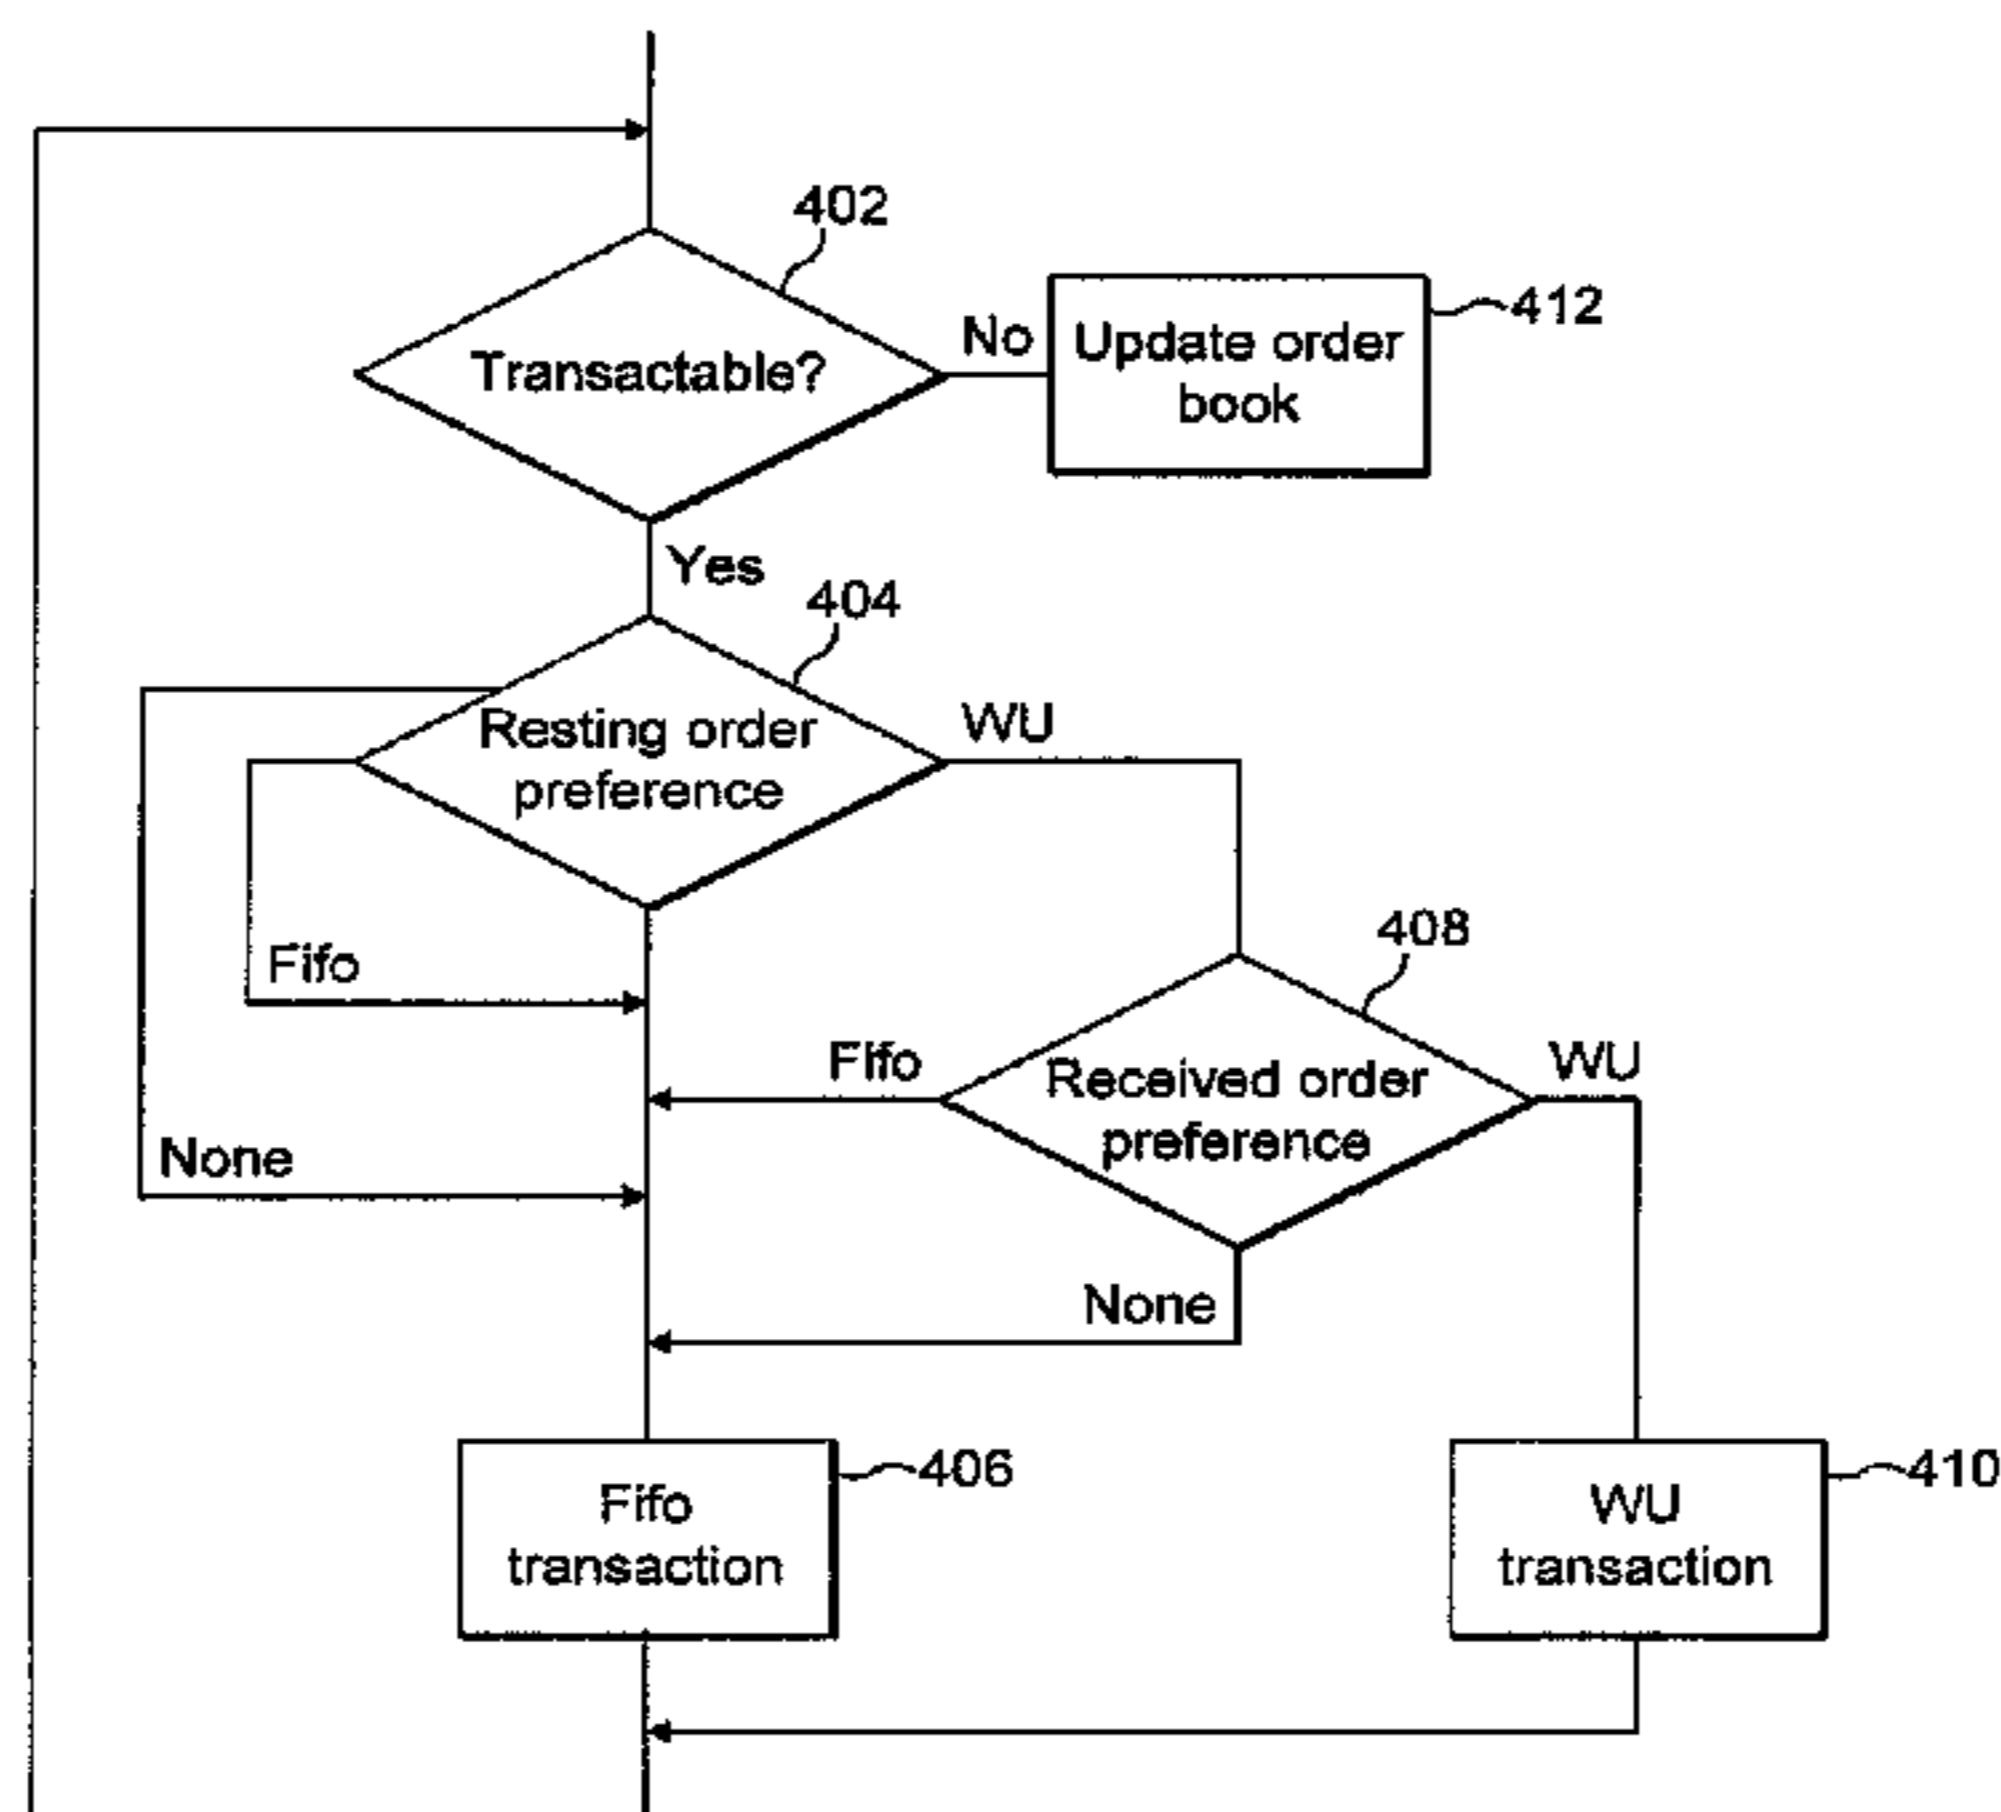 402
Transactable?
No
Update order
book
412
Yes
404
Resting order
preference
WU
Fifo
408
Fifo
Received order
preference
WU
None
None
Fifo
transaction
406
WU
transaction
410